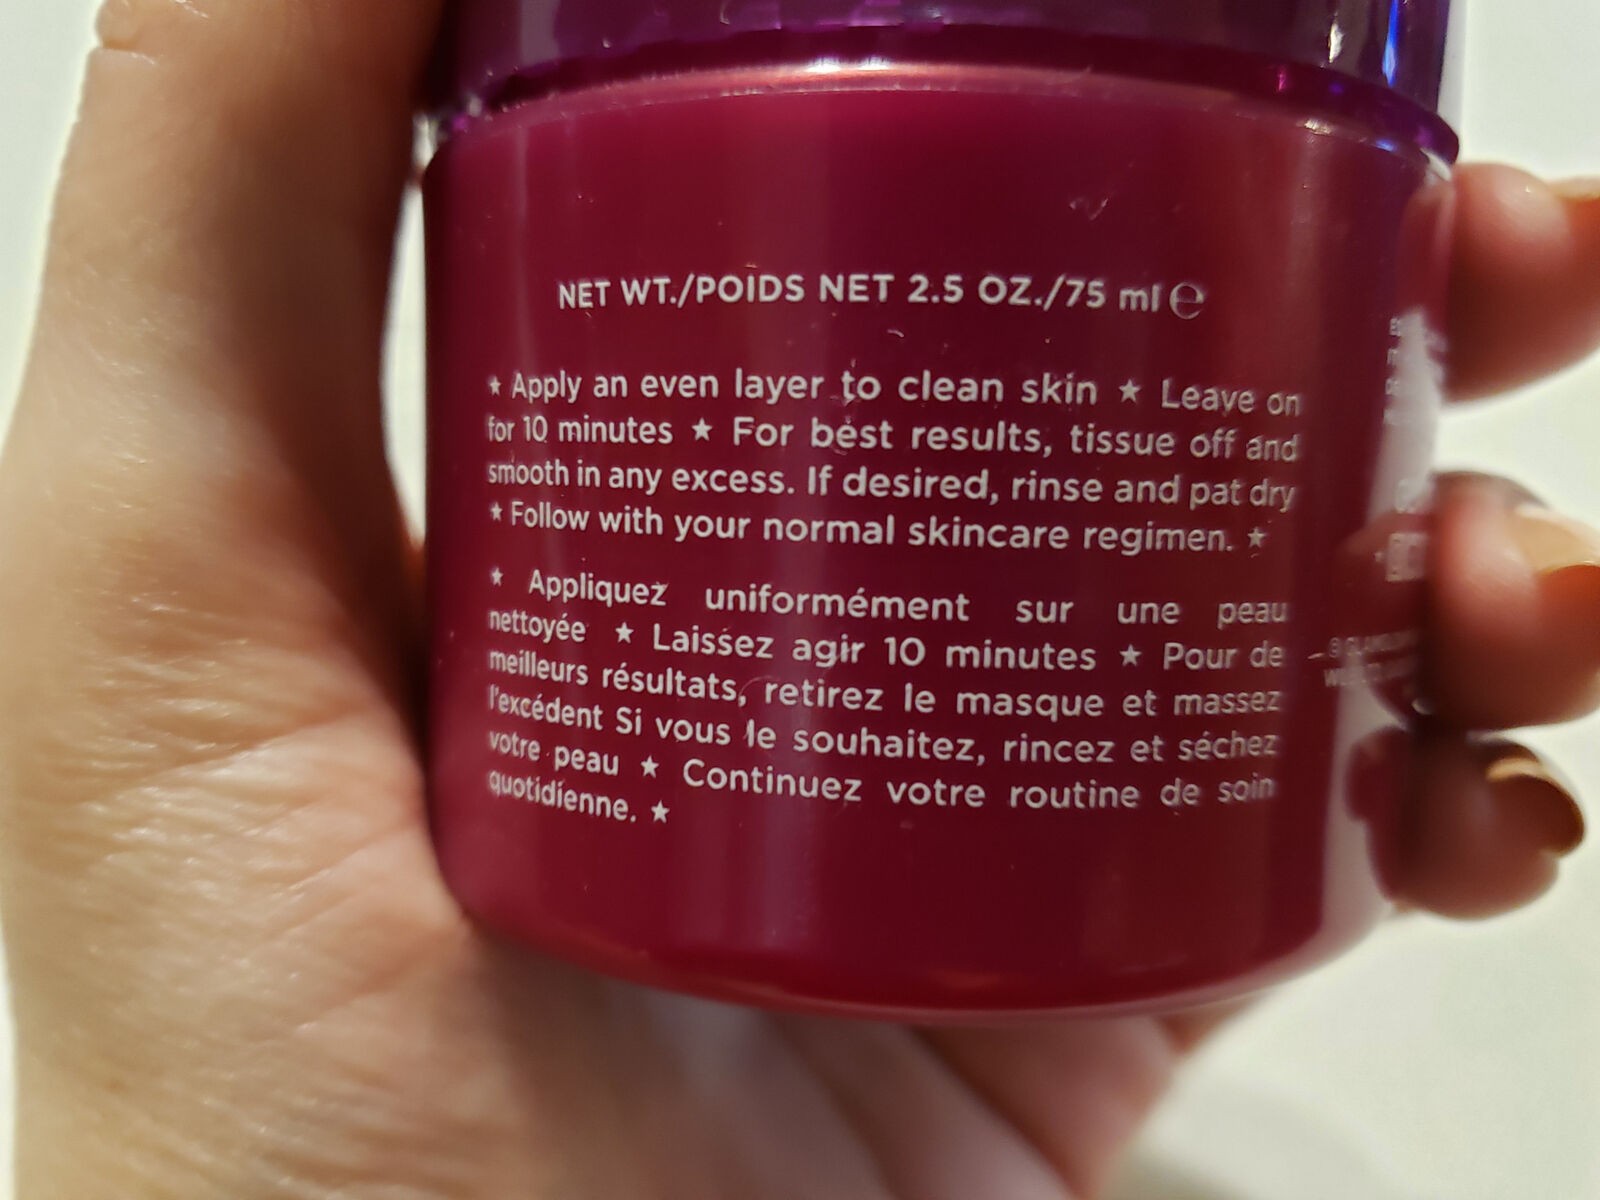 NET WT./POIDS NET 2.5 OZ./75 ml ℮
★ Apply an even layer to clean skin ★ Leave on
for 10 minutes ★ For best results, tissue off and
smooth in any excess. If desired, rinse and pat dry
★ Follow with your normal skincare regimen. ★
★ Appliquez uniformément sur une peau
nettoyée ★ Laissez agir 10 minutes ★ Pour de
meilleurs résultats, retirez le masque et massez
l'excédent Si vous le souhaitez, rincez et séchez
votre peau ★ Continuez votre routine de soin
quotidienne. ★